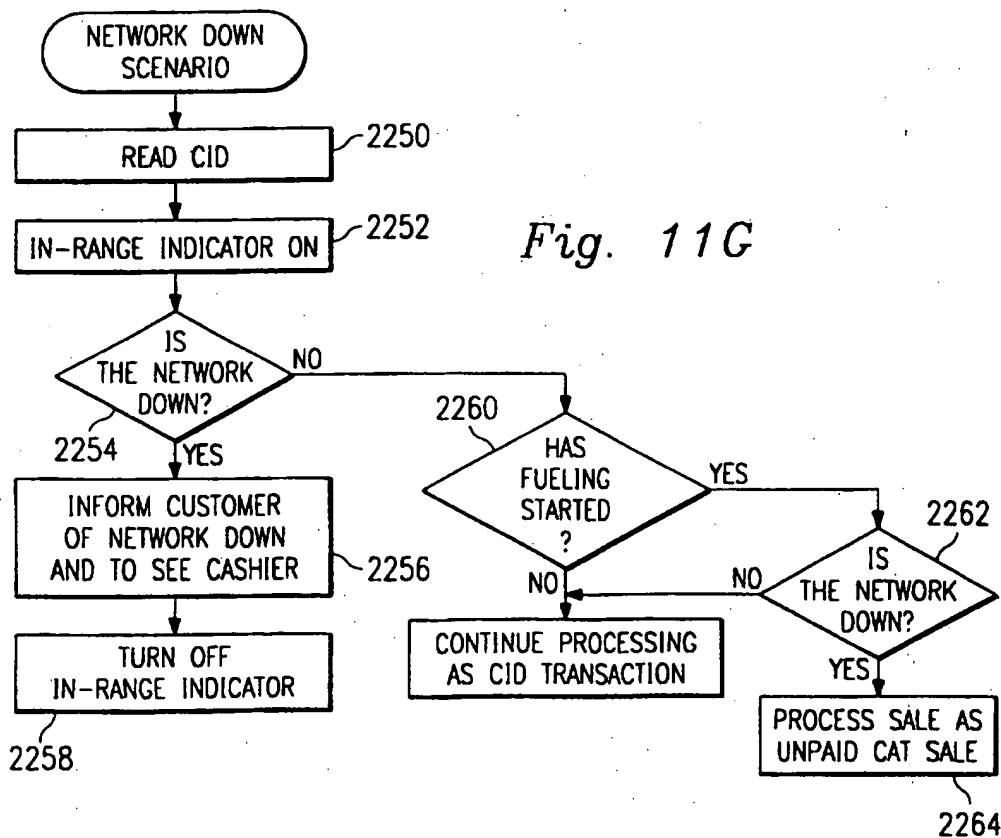 NETWORK DOWN
SCENARIO
READ CID
2250
IN-RANGE INDICATOR ON
2252
Fig. 11G
IS
THE NETWORK
DOWN?
NO
2254
YES
INFORM CUSTOMER
OF NETWORK DOWN
AND TO SEE CASHIER
2256
TURN OFF
IN-RANGE INDICATOR
2258
2260
HAS
FUELING
STARTED
?
YES
NO
CONTINUE PROCESSING
AS CID TRANSACTION
2262
IS
THE NETWORK
DOWN?
NO
YES
PROCESS SALE AS
UNPAID CAT SALE
2264